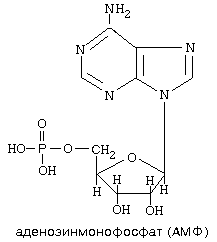 NH₂
N
N
N
N
O
HO—P—O—CH₂
OH
O
H H H H
OH OH
аденозинмонофосфат (АМФ)